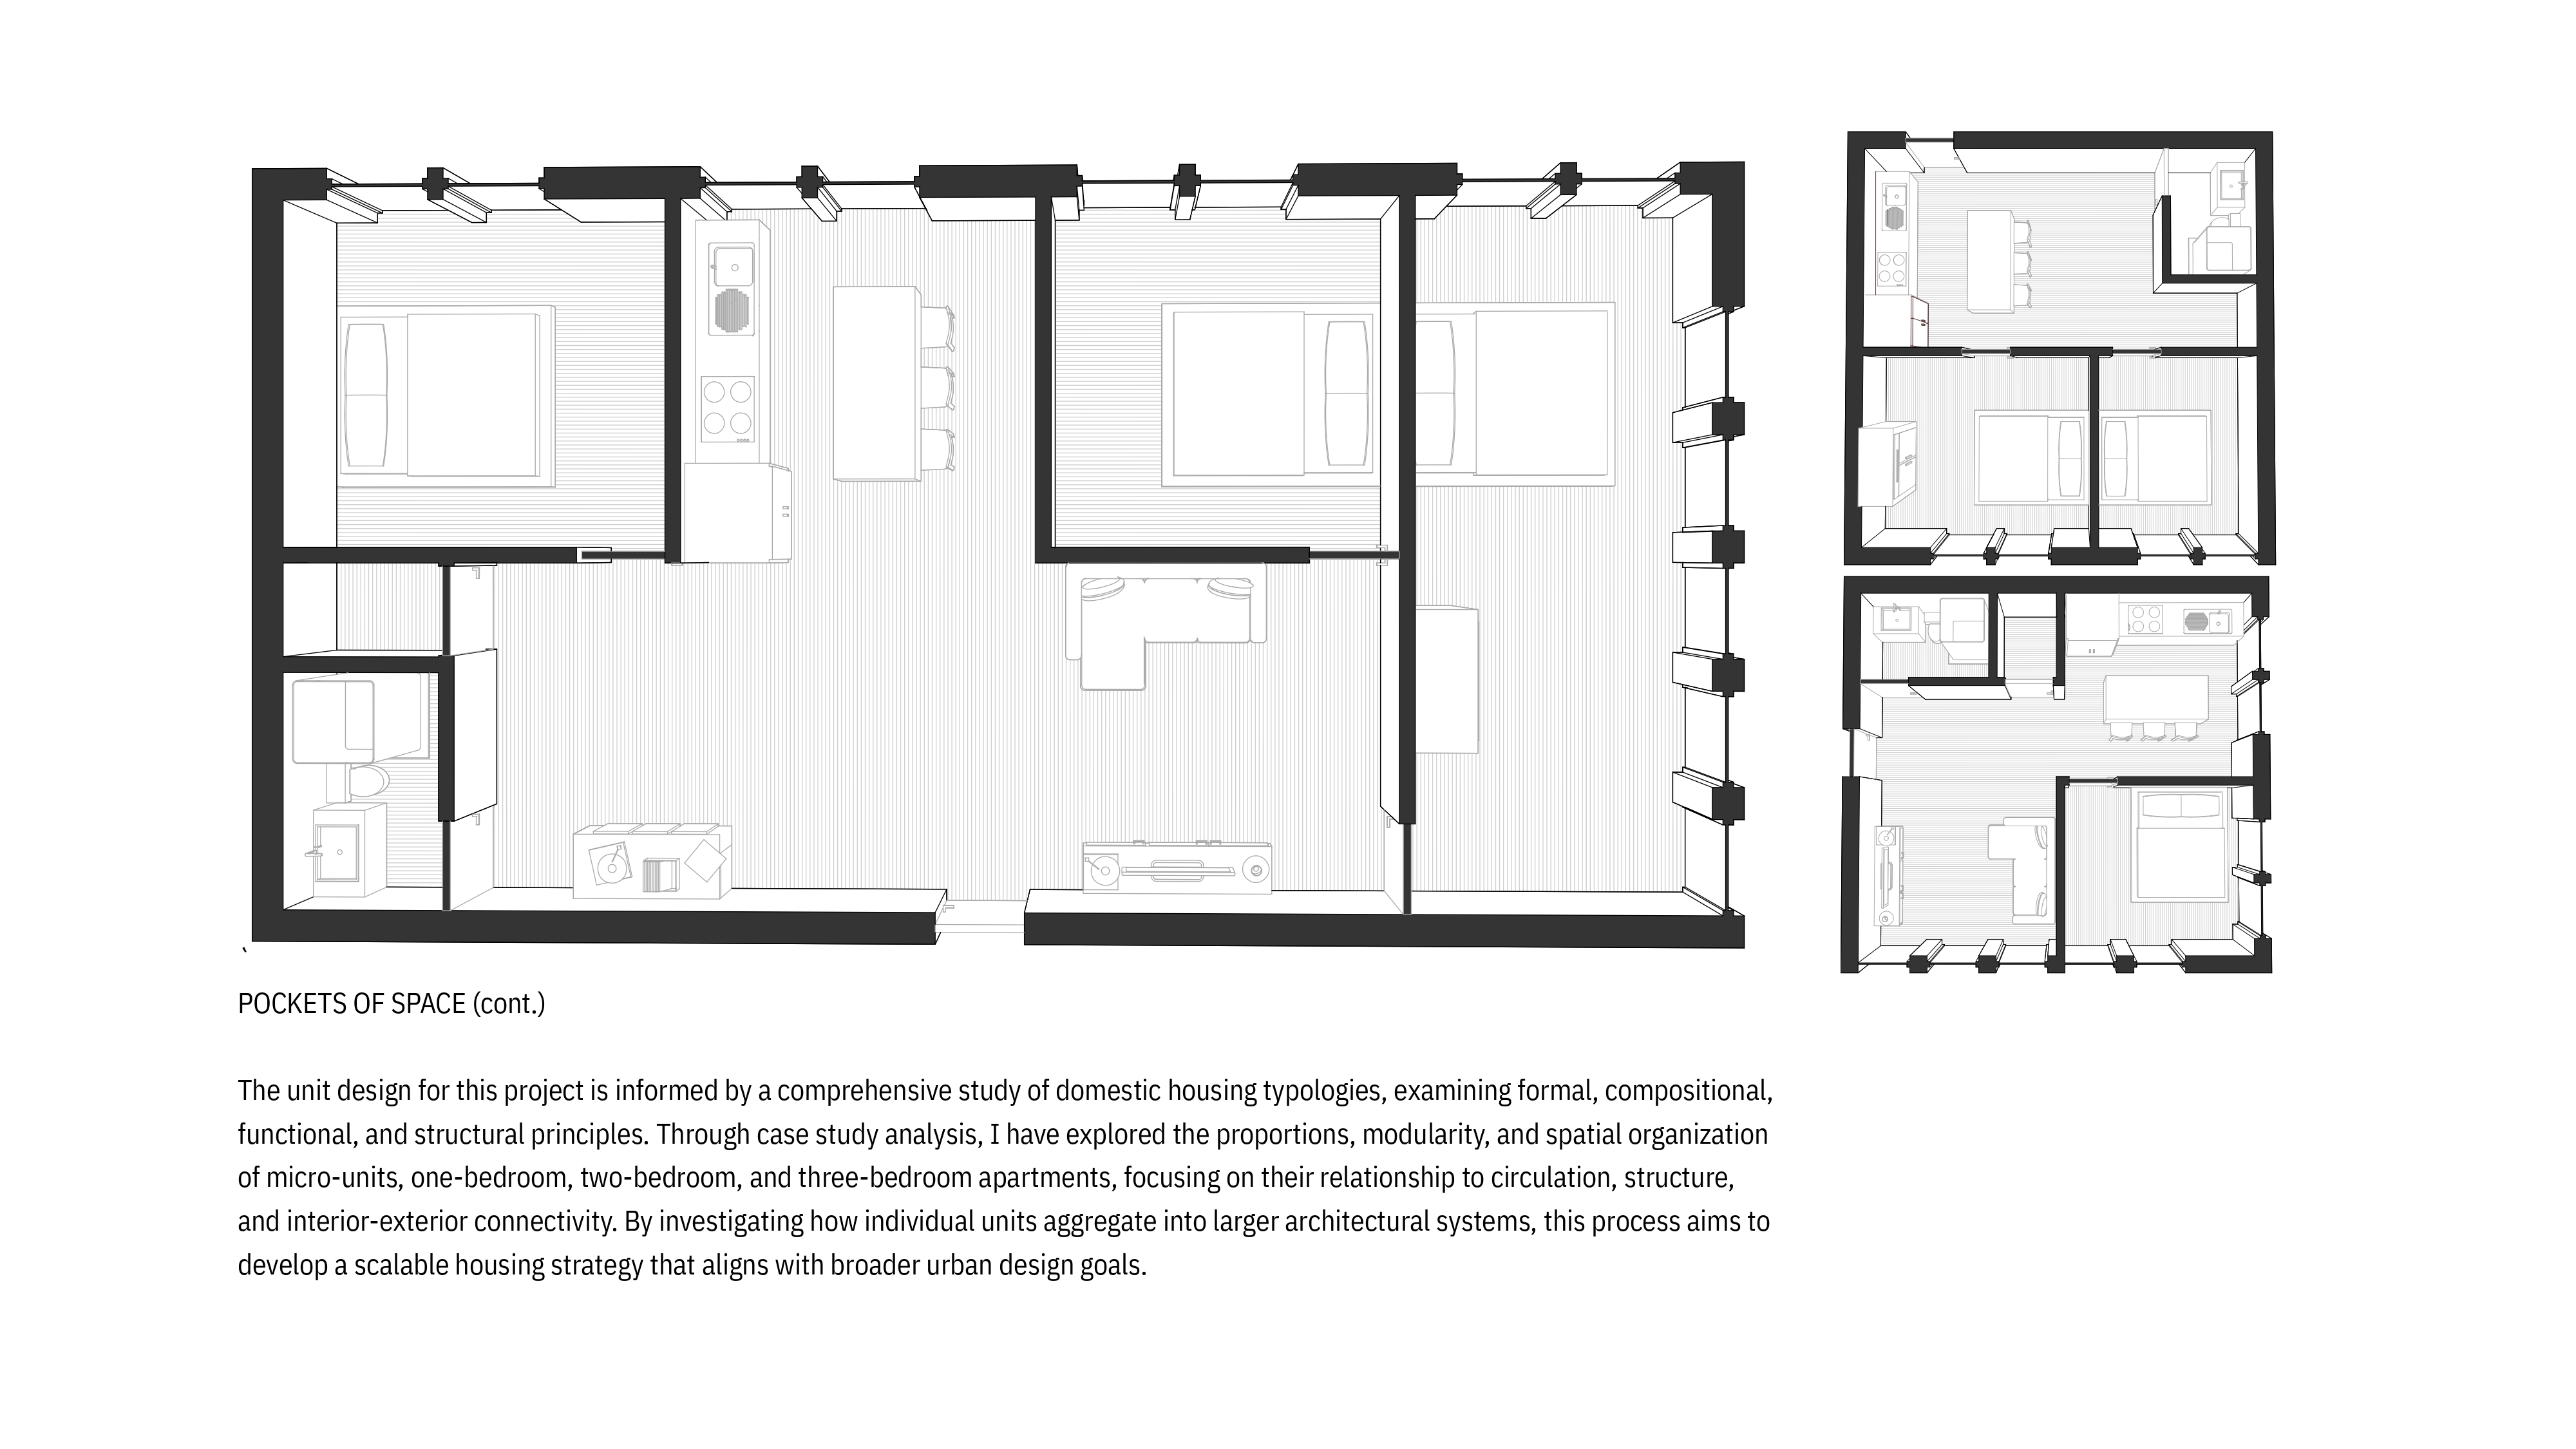 `
POCKETS OF SPACE (cont.)
The unit design for this project is informed by a comprehensive study of domestic housing typologies, examining formal, compositional,
functional, and structural principles. Through case study analysis, I have explored the proportions, modularity, and spatial organization
of micro-units, one-bedroom, two-bedroom, and three-bedroom apartments, focusing on their relationship to circulation, structure,
and interior-exterior connectivity. By investigating how individual units aggregate into larger architectural systems, this process aims to
develop a scalable housing strategy that aligns with broader urban design goals.